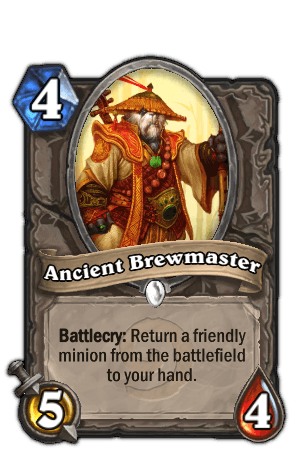 4
Ancient Brewmaster
Battlecry: Return a friendly
minion from the battlefield
to your hand.
5
4